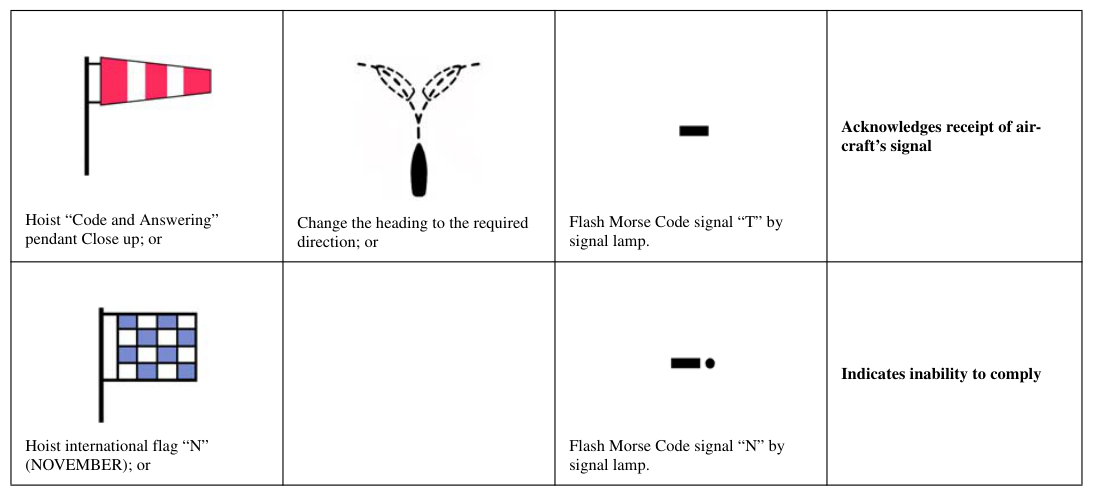 Hoist “Code and Answering”
pendant Close up; or
Change the heading to the required
direction; or
Flash Morse Code signal “T” by
signal lamp.
Acknowledges receipt of air-
craft’s signal
Hoist international flag “N”
(NOVEMBER); or
Flash Morse Code signal “N” by
signal lamp.
Indicates inability to comply